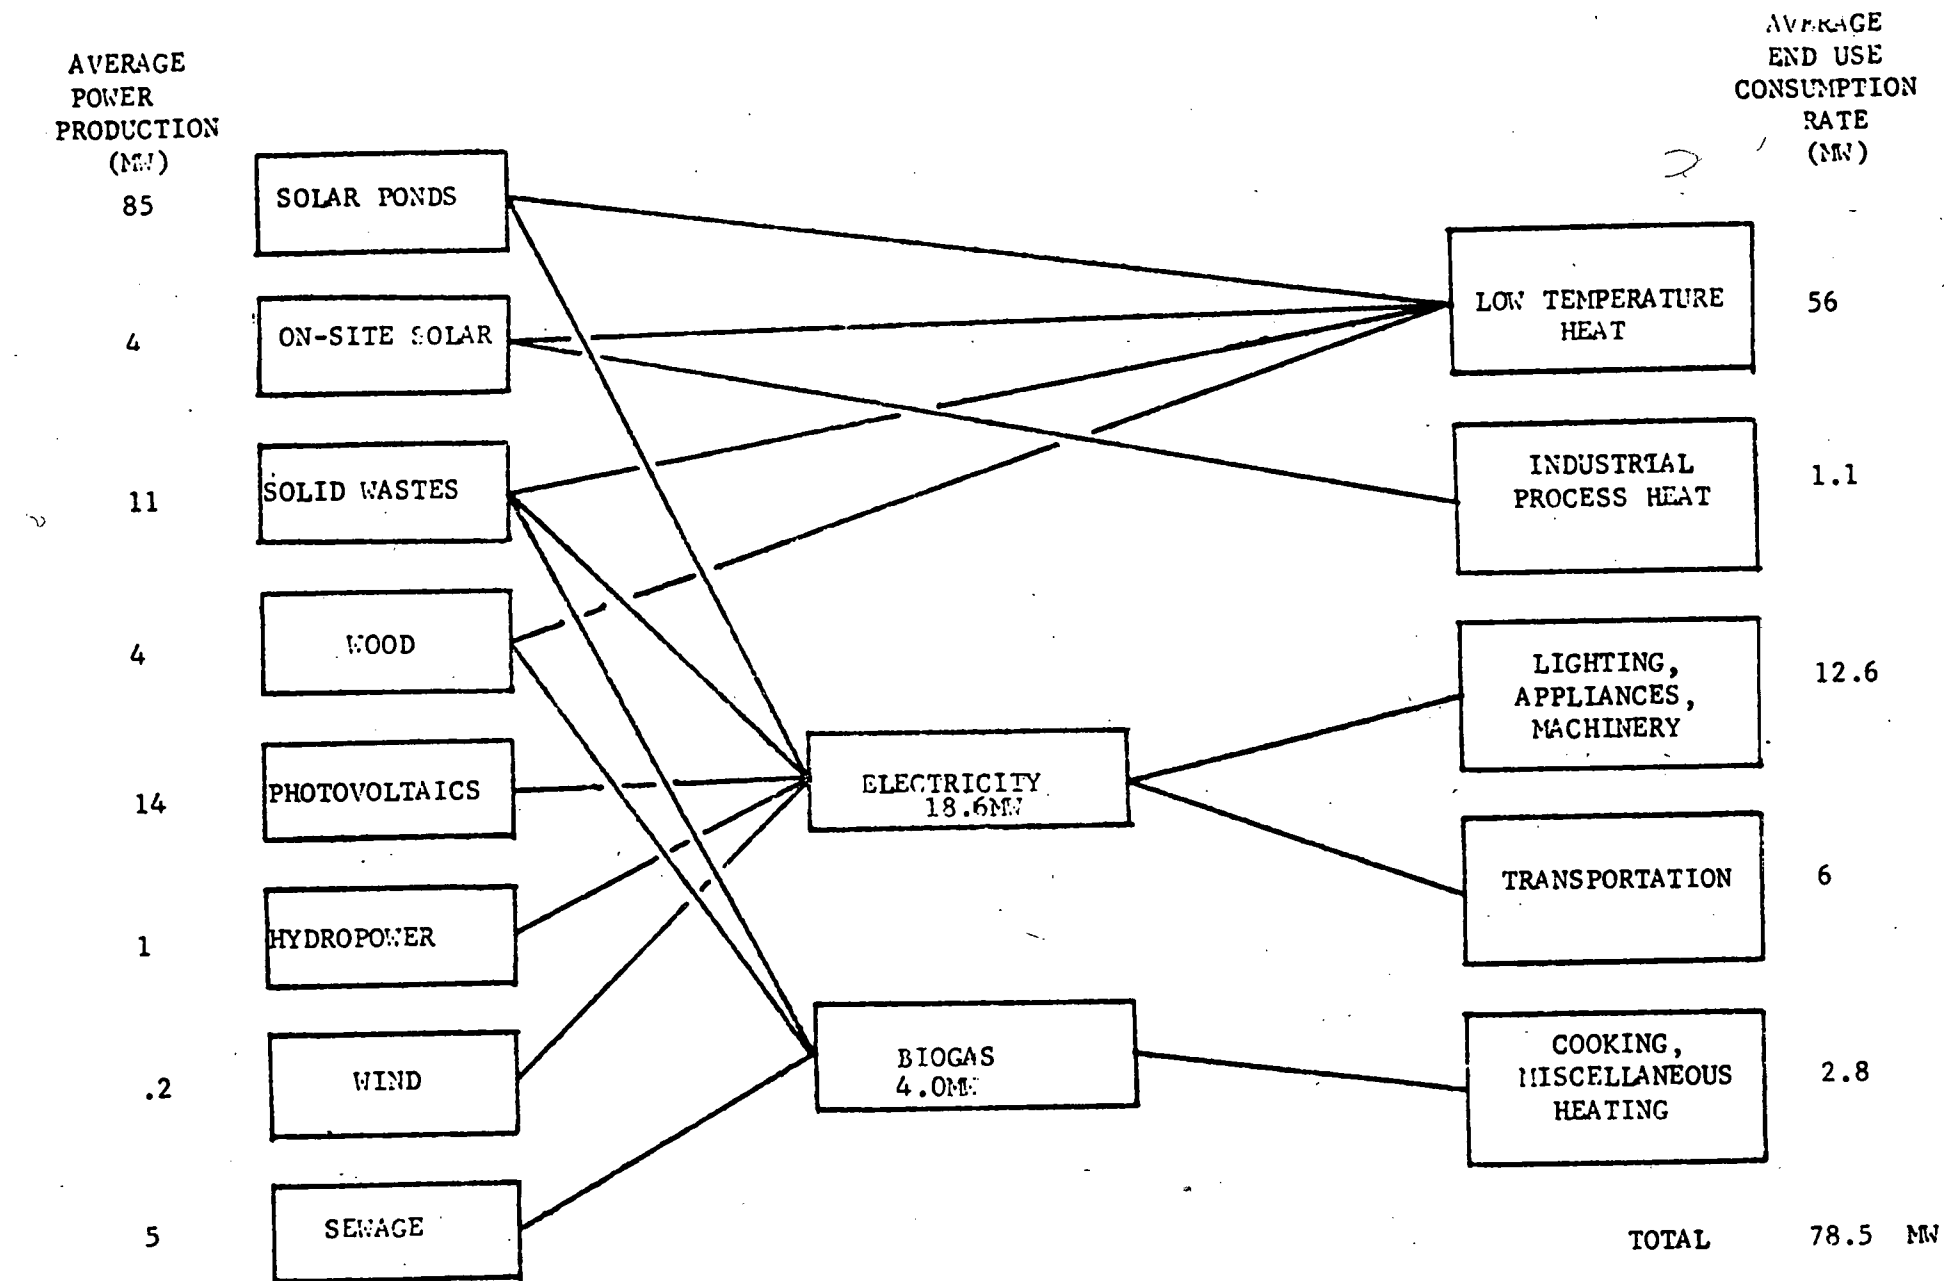 AVERAGE
POWER
PRODUCTION
(MW)
85
4
11
4
14
1
.2
5
SOLAR PONDS
ON-SITE SOLAR
SOLID WASTES
WOOD
PHOTOVOLTAICS
HYDROPOWER
WIND
SEWAGE
ELECTRICITY
18.6MW
BIOGAS
4.0MW
AVERAGE
END USE
CONSUMPTION
RATE
(MW)
LOW TEMPERATURE
HEAT
56
INDUSTRIAL
PROCESS HEAT
1.1
LIGHTING,
APPLIANCES,
MACHINERY
12.6
TRANSPORTATION
6
COOKING,
MISCELLANEOUS
HEATING
2.8
TOTAL 78.5 MW